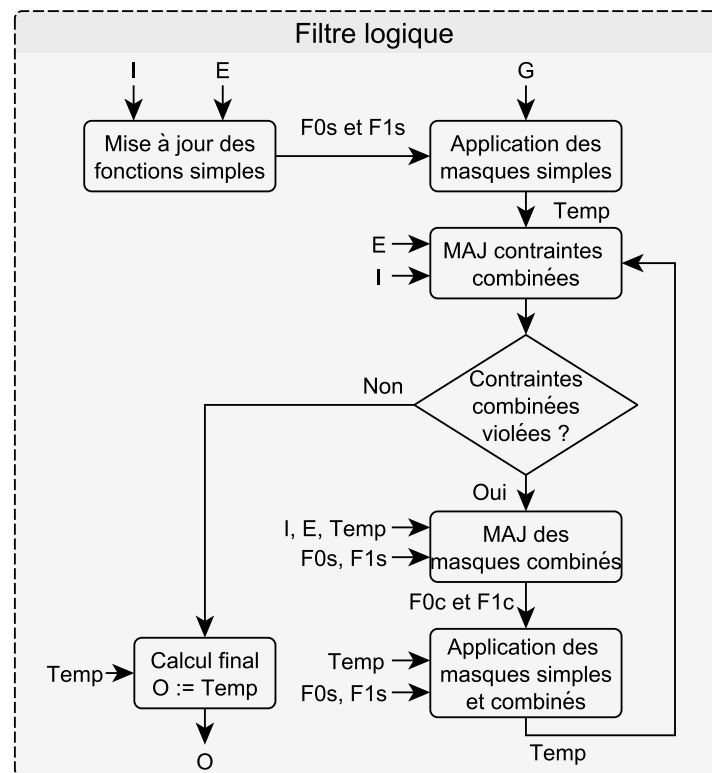 Filtre logique
I
E
G
Mise à jour des
fonctions simples
F0s et F1s
Application des
masques simples
Temp
E
I
MAJ contraintes
combinées
Non
Contraintes
combinées
violées ?
Oui
I, E, Temp
F0s, F1s
MAJ des
masques combinés
F0c et F1c
Temp
Calcul final
O := Temp
Temp
F0s, F1s
Application des
masques simples
et combinés
O
Temp